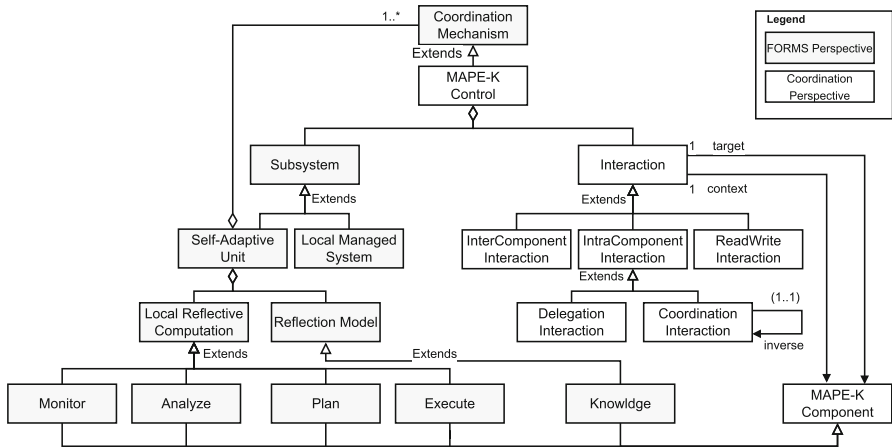 1..*
Coordination
Mechanism
Extends
MAPE-K
Control
Legend
FORMS Perspective
Coordination
Perspective
Subsystem
Interaction
1 target
1 context
Extends
Extends
Self-Adaptive
Unit
Local Managed
System
InterComponent
Interaction
IntraComponent
Interaction
ReadWrite
Interaction
Extends
Local Reflective
Computation
Reflection Model
Delegation
Interaction
Coordination
Interaction
(1..1)
inverse
Extends
Extends
Monitor
Analyze
Plan
Execute
Knowldge
MAPE-K
Component